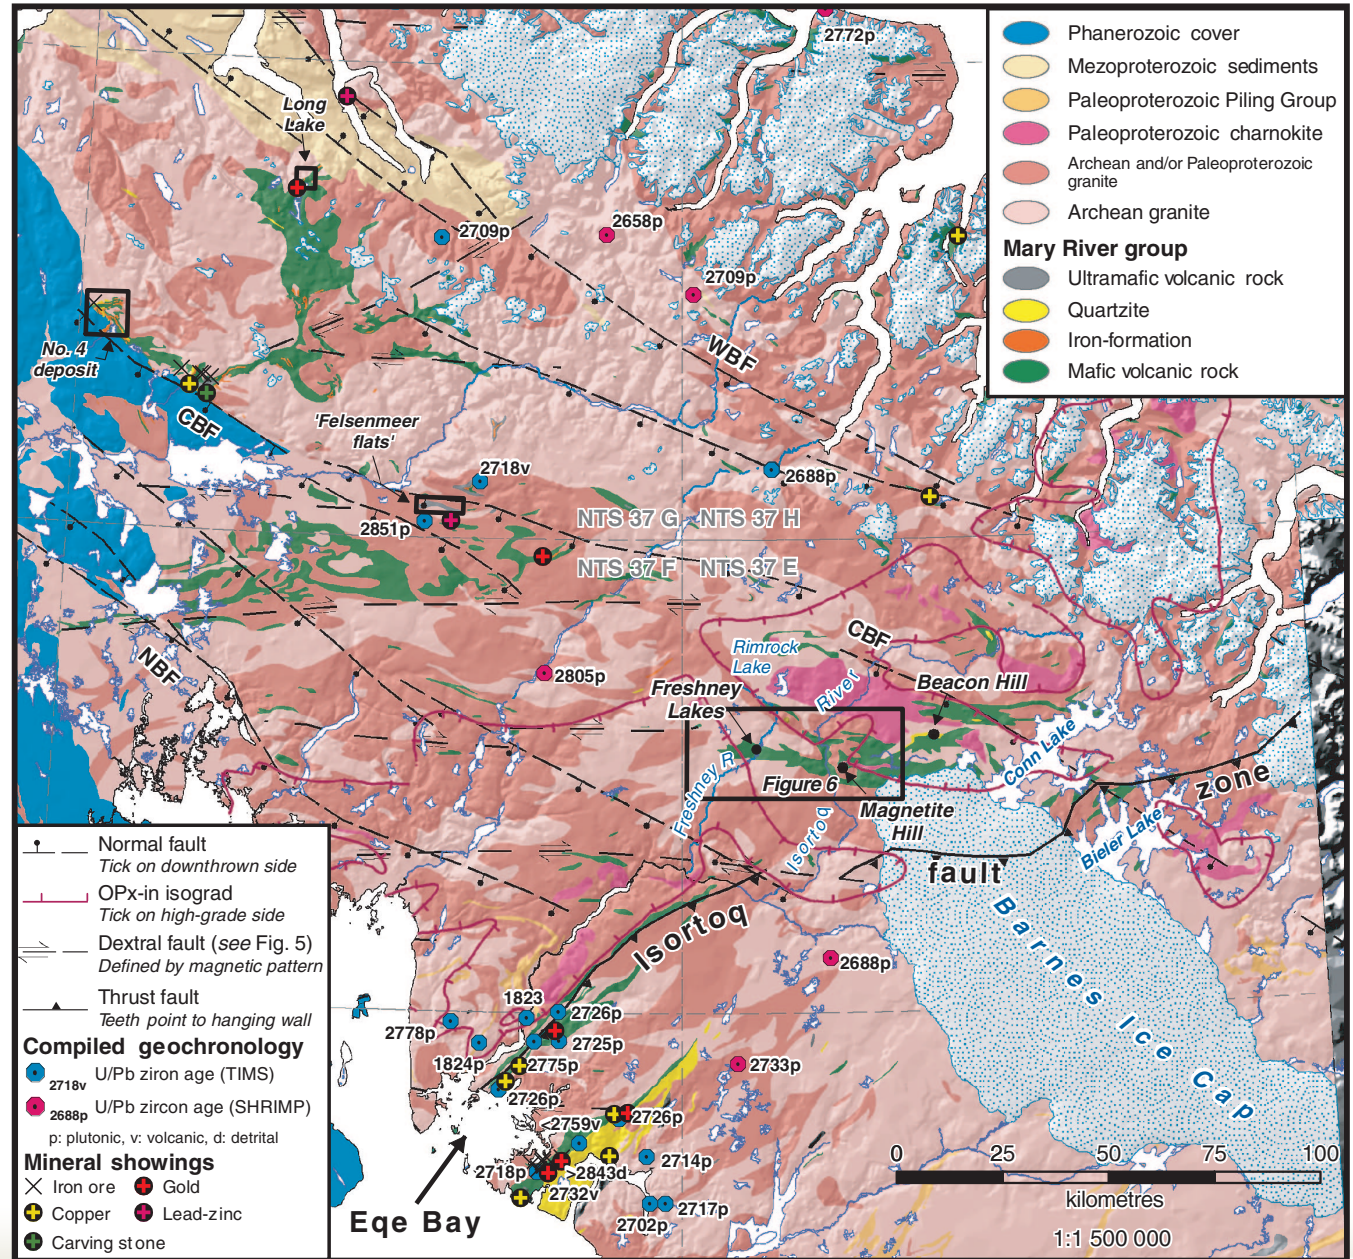 2772p
Long
Lake
2709p
2658p
2709p
WBF
No. 4
deposit
CBF
'Felsenmeer
flats'
2718v
2688p
2851p
NTS 37 G
NTS 37 H
NTS 37 F
NTS 37 E
CBF
Rimrock
Lake
NBF
2805p
River
Freshney
Lakes
Beacon Hill
Conn Lake
Freshney R
Figure 6
Magnetite
Hill
Isortoq
Bieler Lake
Isortoq
fault
zone
Barnes Ice Cap
2688p
1823
2726p
2778p
2725p
1824p
2775p
2733p
2726p
2726p
<2759v
2714p
2718p
>2843d
2732v
2717p
2702p
Eqe Bay
Phanerozoic cover
Mezoproterozoic sediments
Paleoproterozoic Piling Group
Paleoproterozoic charnokite
Archean and/or Paleoproterozoic
granite
Archean granite
Mary River group
Ultramafic volcanic rock
Quartzite
Iron-formation
Mafic volcanic rock
Normal fault
Tick on downthrown side
OPx-in isograd
Tick on high-grade side
Dextral fault (see Fig. 5)
Defined by magnetic pattern
Thrust fault
Teeth point to hanging wall
Compiled geochronology
2718v U/Pb ziron age (TIMS)
2688p U/Pb zircon age (SHRIMP)
p: plutonic, v: volcanic, d: detrital
Mineral showings
Iron ore Gold
Copper Lead-zinc
Carving stone
0 25 50 75 100
kilometres
1:1 500 000